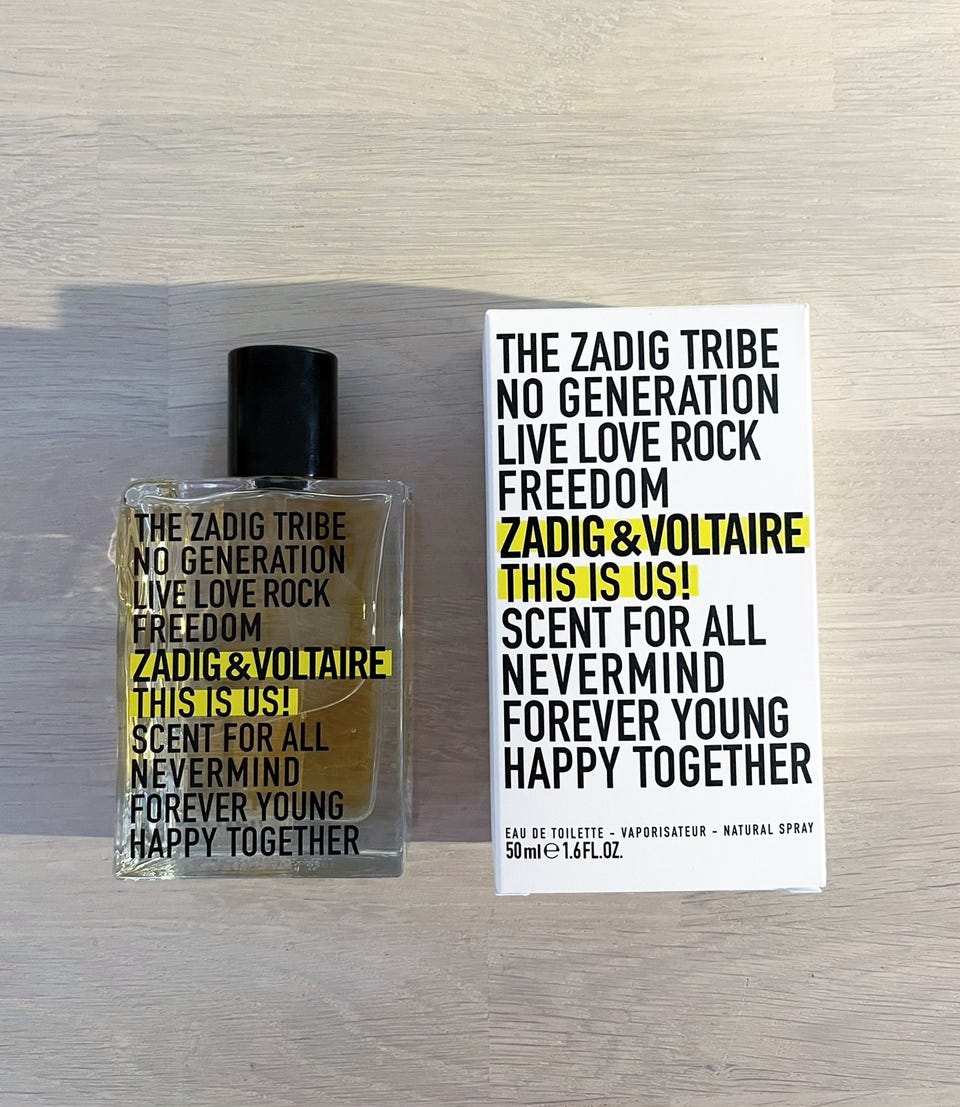 THE ZADIG TRIBE
NO GENERATION
LIVE LOVE ROCK
FREEDOM
ZADIG&VOLTAIRE
THIS IS US!
SCENT FOR ALL
NEVERMIND
FOREVER YOUNG
HAPPY TOGETHER
THE ZADIG TRIBE
NO GENERATION
LIVE LOVE ROCK
FREEDOM
ZADIG&VOLTAIRE
THIS IS US!
SCENT FOR ALL
NEVERMIND
FOREVER YOUNG
HAPPY TOGETHER
EAU DE TOILETTE - VAPORISATEUR - NATURAL SPRAY
50ml℮1.6FL.OZ.